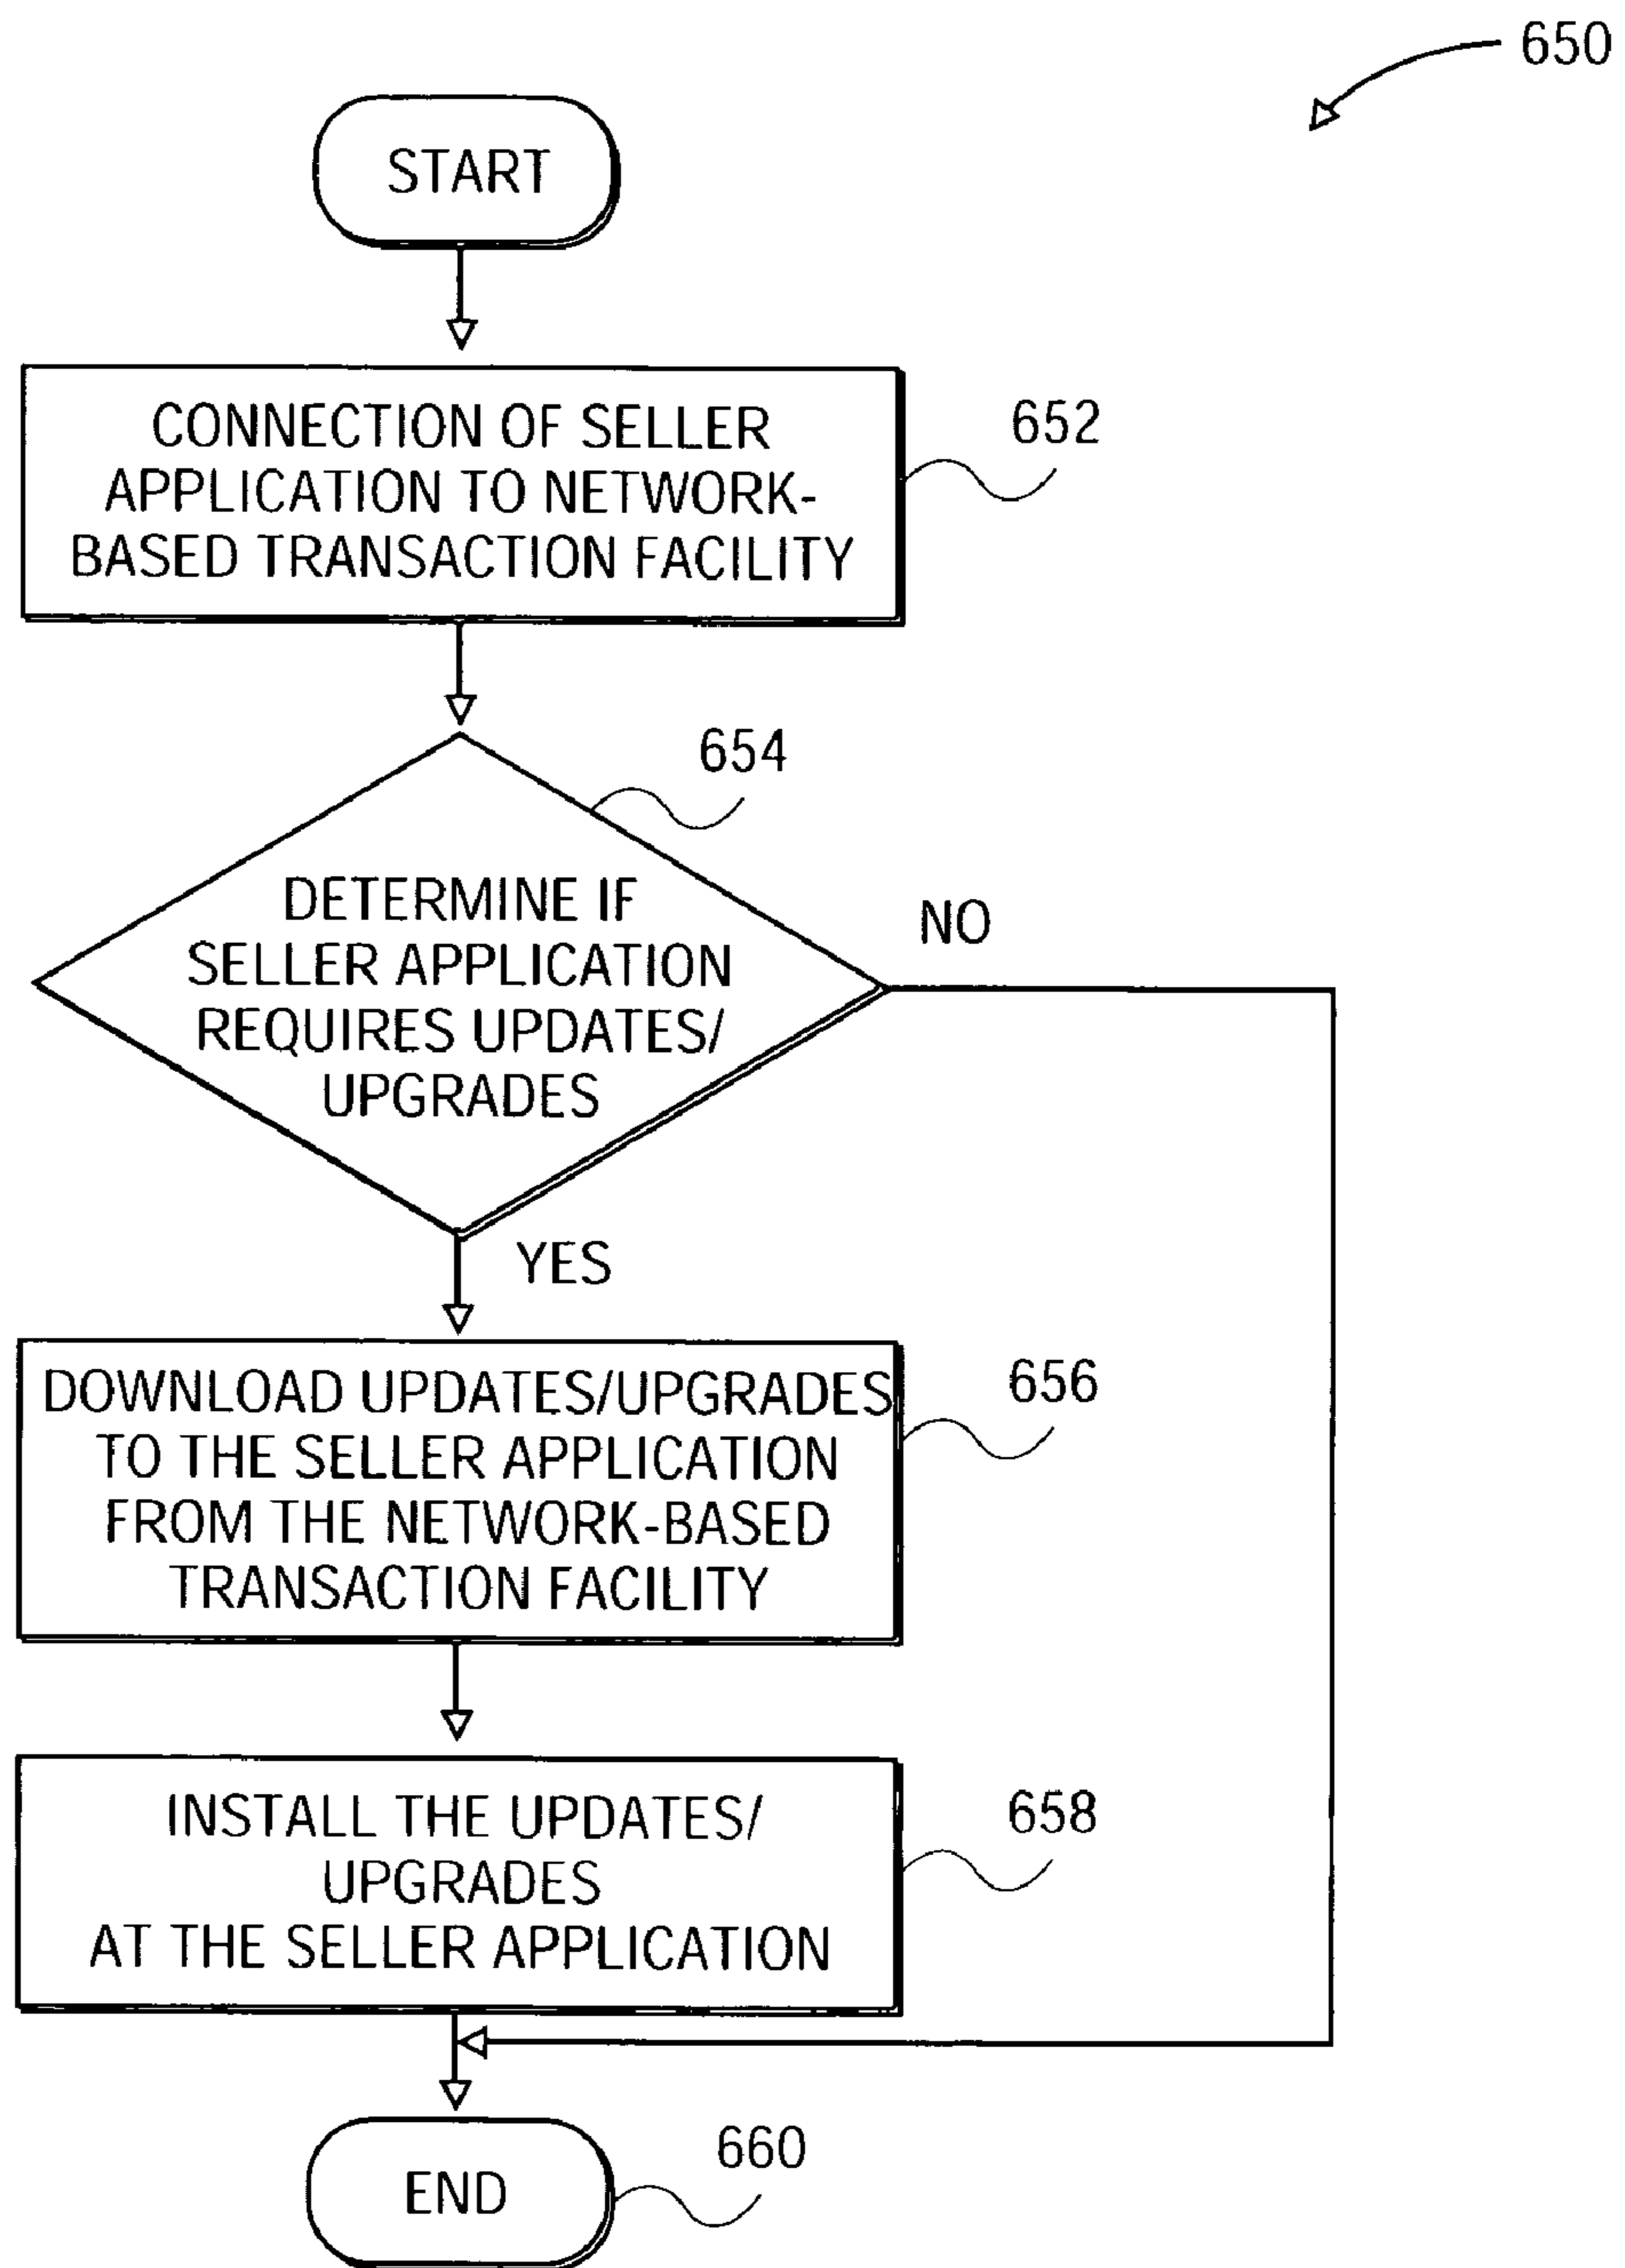 650
START
CONNECTION OF SELLER
APPLICATION TO NETWORK-
BASED TRANSACTION FACILITY
652
654
DETERMINE IF
SELLER APPLICATION
REQUIRES UPDATES/
UPGRADES
NO
YES
DOWNLOAD UPDATES/UPGRADES
TO THE SELLER APPLICATION
FROM THE NETWORK-BASED
TRANSACTION FACILITY
656
INSTALL THE UPDATES/
UPGRADES
AT THE SELLER APPLICATION
658
END
660